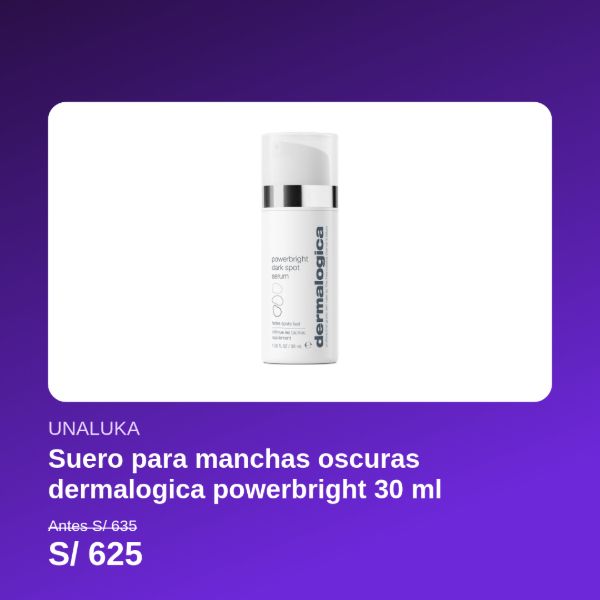 powerbright
dark spot
serum
dermalogica
UNALUKA
Suero para manchas oscuras
dermalogica powerbright 30 ml
Antes S/ 635
S/ 625